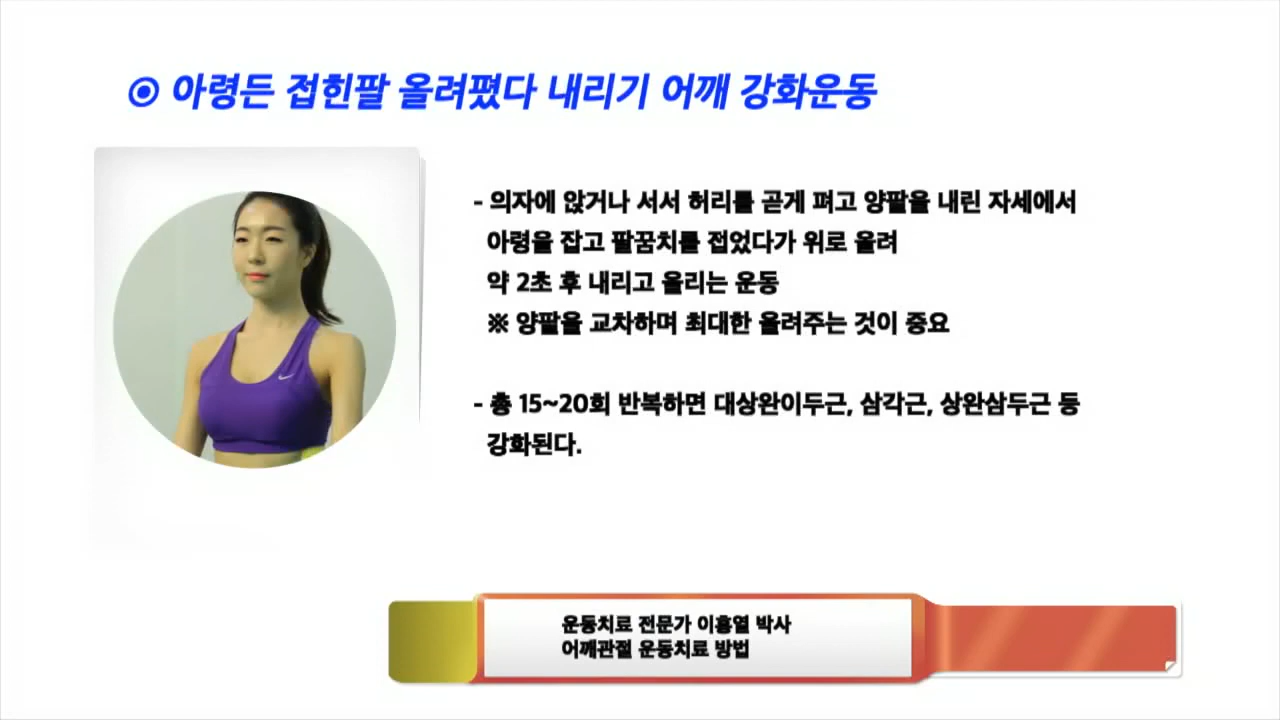 ◎ 아령든 접힌팔 올려폈다 내리기 어깨 강화운동
- 의자에 앉거나 서서 허리를 곧게 펴고 양팔을 내린 자세에서
아령을 잡고 팔꿈치를 접었다가 위로 올려
약 2초 후 내리고 올리는 운동
※ 양팔을 교차하며 최대한 올려주는 것이 중요
- 총 15~20회 반복하면 대상완이두근, 삼각근, 상완삼두근 등
강화된다.
운동치료 전문가 이흥열 박사
어깨관절 운동치료 방법